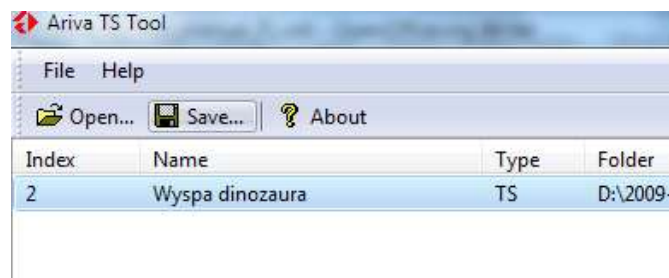 Ariva TS Tool
File Help
Open... Save... About
Index Name Type Folder
2 Wyspa dinozaura TS D:\2009-